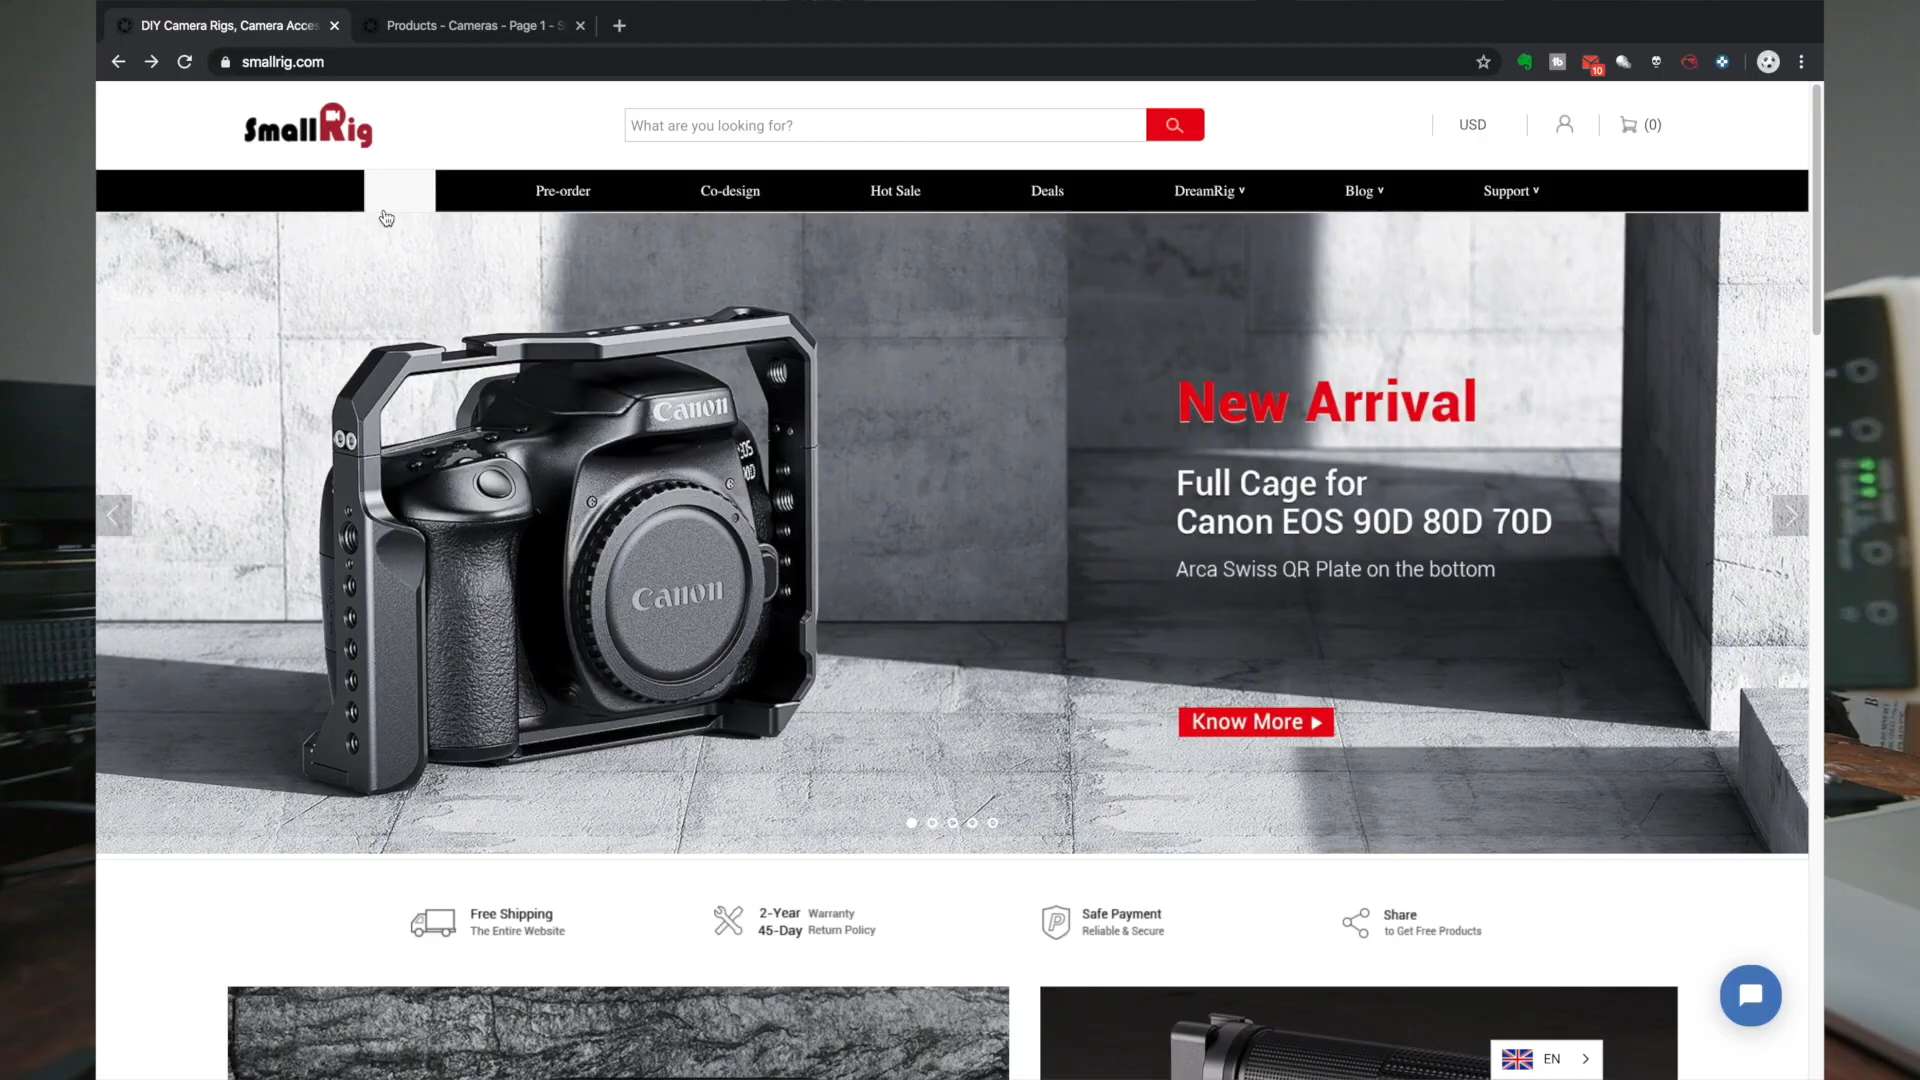 DIY Camera Rigs, Camera Acces
Products - Cameras - Page 1 - S
smallrig.com
10
SmallRig
What are you looking for?
USD
(0)
Pre-order
Co-design
Hot Sale
Deals
DreamRig
Blog
Support
Canon
EOS
Canon
New Arrival
Full Cage for
Canon EOS 90D 80D 70D
Arca Swiss QR Plate on the bottom
Know More
Free Shipping
The Entire Website
2-Year Warranty
45-Day Return Policy
Safe Payment
Reliable & Secure
Share
to Get Free Products
EN